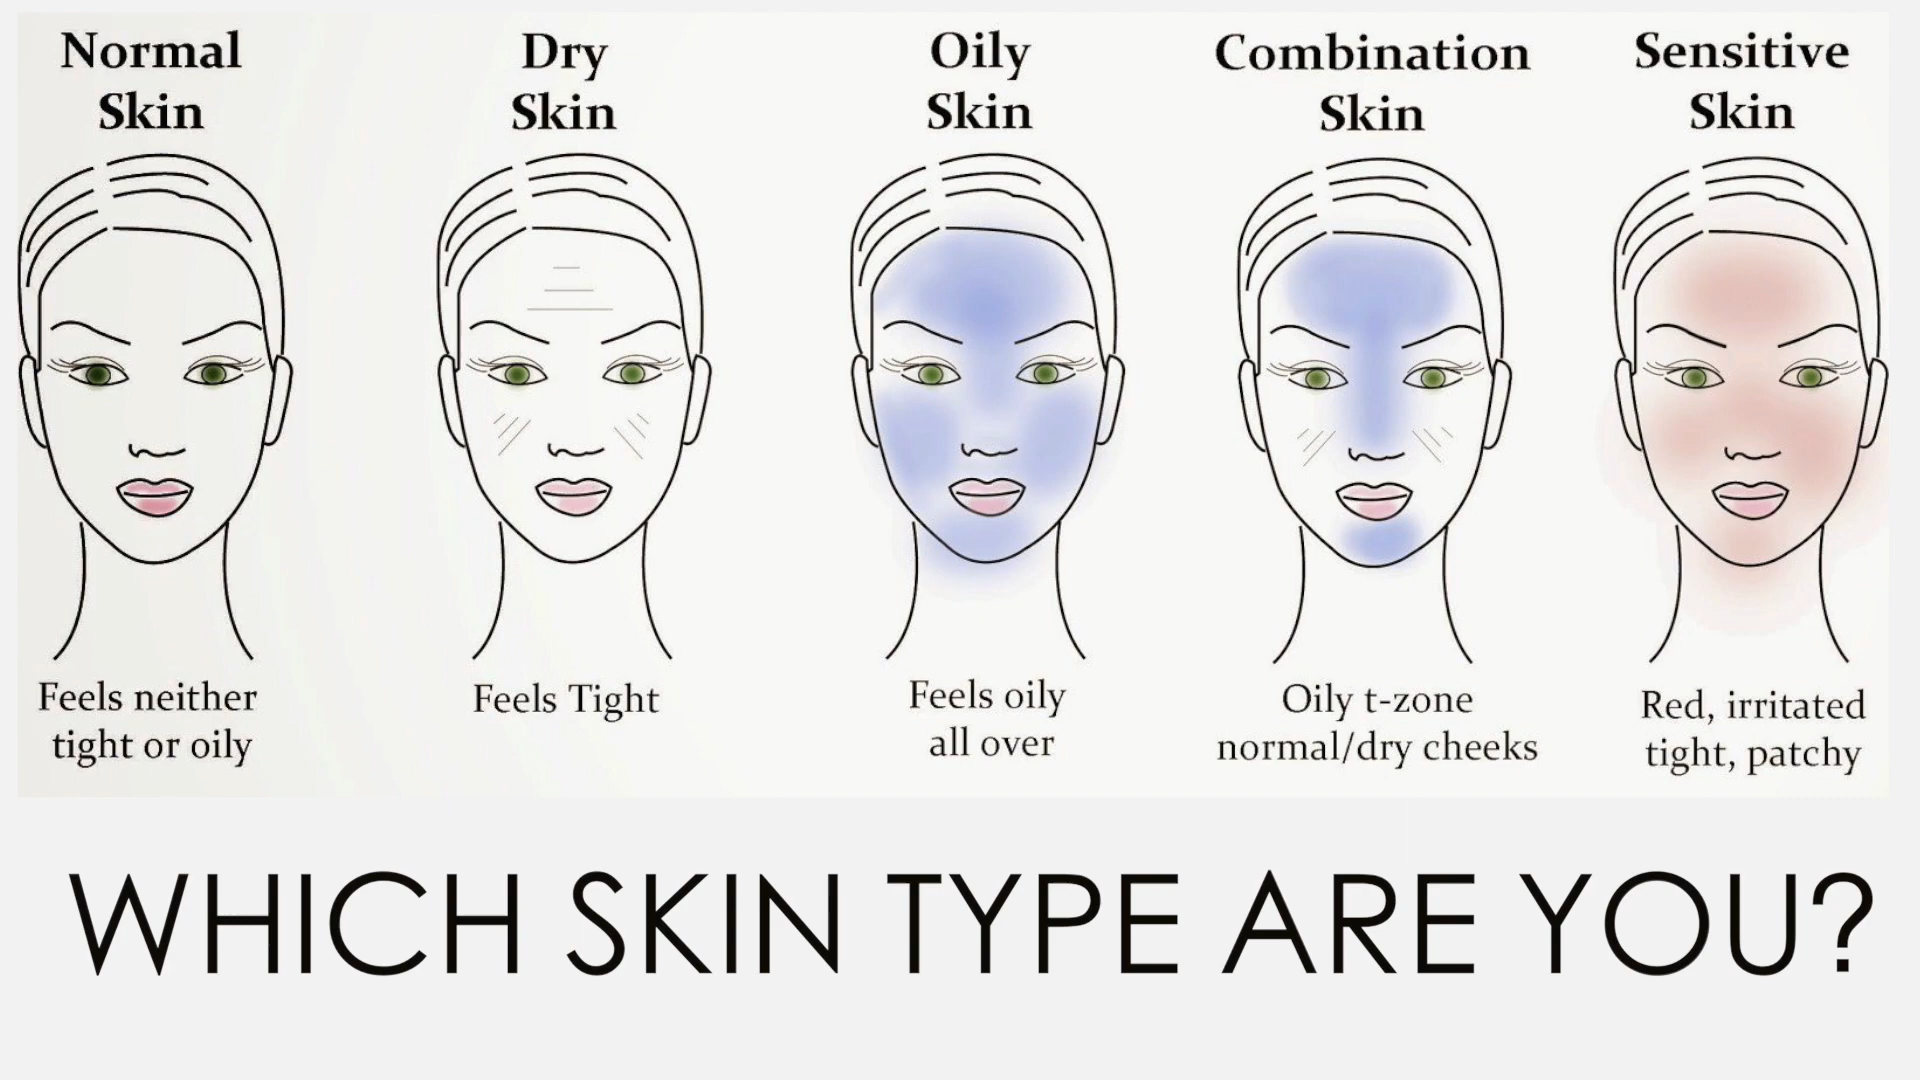 Normal
Skin
Dry
Skin
Oily
Skin
Combination
Skin
Sensitive
Skin
Feels neither
tight or oily
Feels Tight
Feels oily
all over
Oily t-zone
normal/dry cheeks
Red, irritated
tight, patchy
WHICH SKIN TYPE ARE YOU?